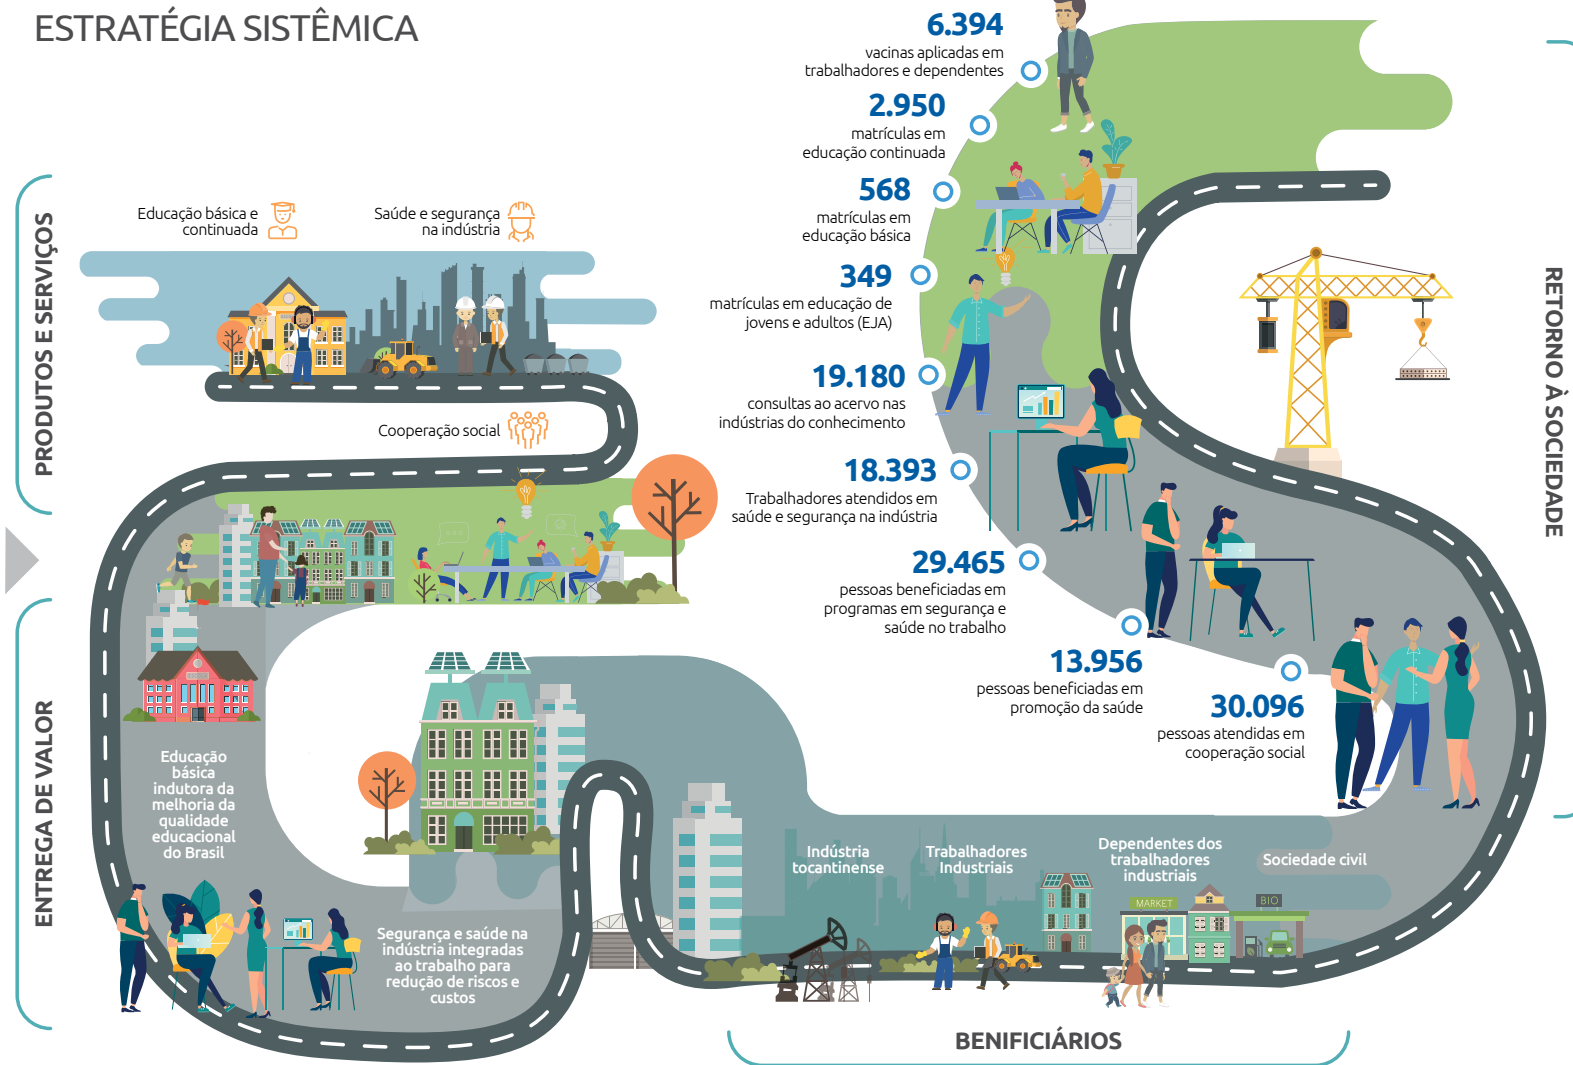 ESTRATÉGIA SISTÊMICA
PRODUTOS E SERVIÇOS
Educação básica e
continuada
Saúde e segurança
na indústria
Cooperação social
ENTREGA DE VALOR
Educação
básica
indutora da
melhoria da
qualidade
educacional
do Brasil
Segurança e saúde na
indústria integradas
ao trabalho para
redução de riscos e
custos
BENIFICIÁRIOS
Indústria
tocantinense
Trabalhadores
Industriais
Dependentes dos
trabalhadores
industriais
Sociedade civil
MARKET
BIO
RETORNO À SOCIEDADE
6.394
vacinas aplicadas em
trabalhadores e dependentes
2.950
matrículas em
educação continuada
568
matrículas em
educação básica
349
matrículas em educação de
jovens e adultos (EJA)
19.180
consultas ao acervo nas
indústrias do conhecimento
18.393
Trabalhadores atendidos em
saúde e segurança na indústria
29.465
pessoas beneficiadas em
programas em segurança e
saúde no trabalho
13.956
pessoas beneficiadas em
promoção da saúde
30.096
pessoas atendidas em
cooperação social